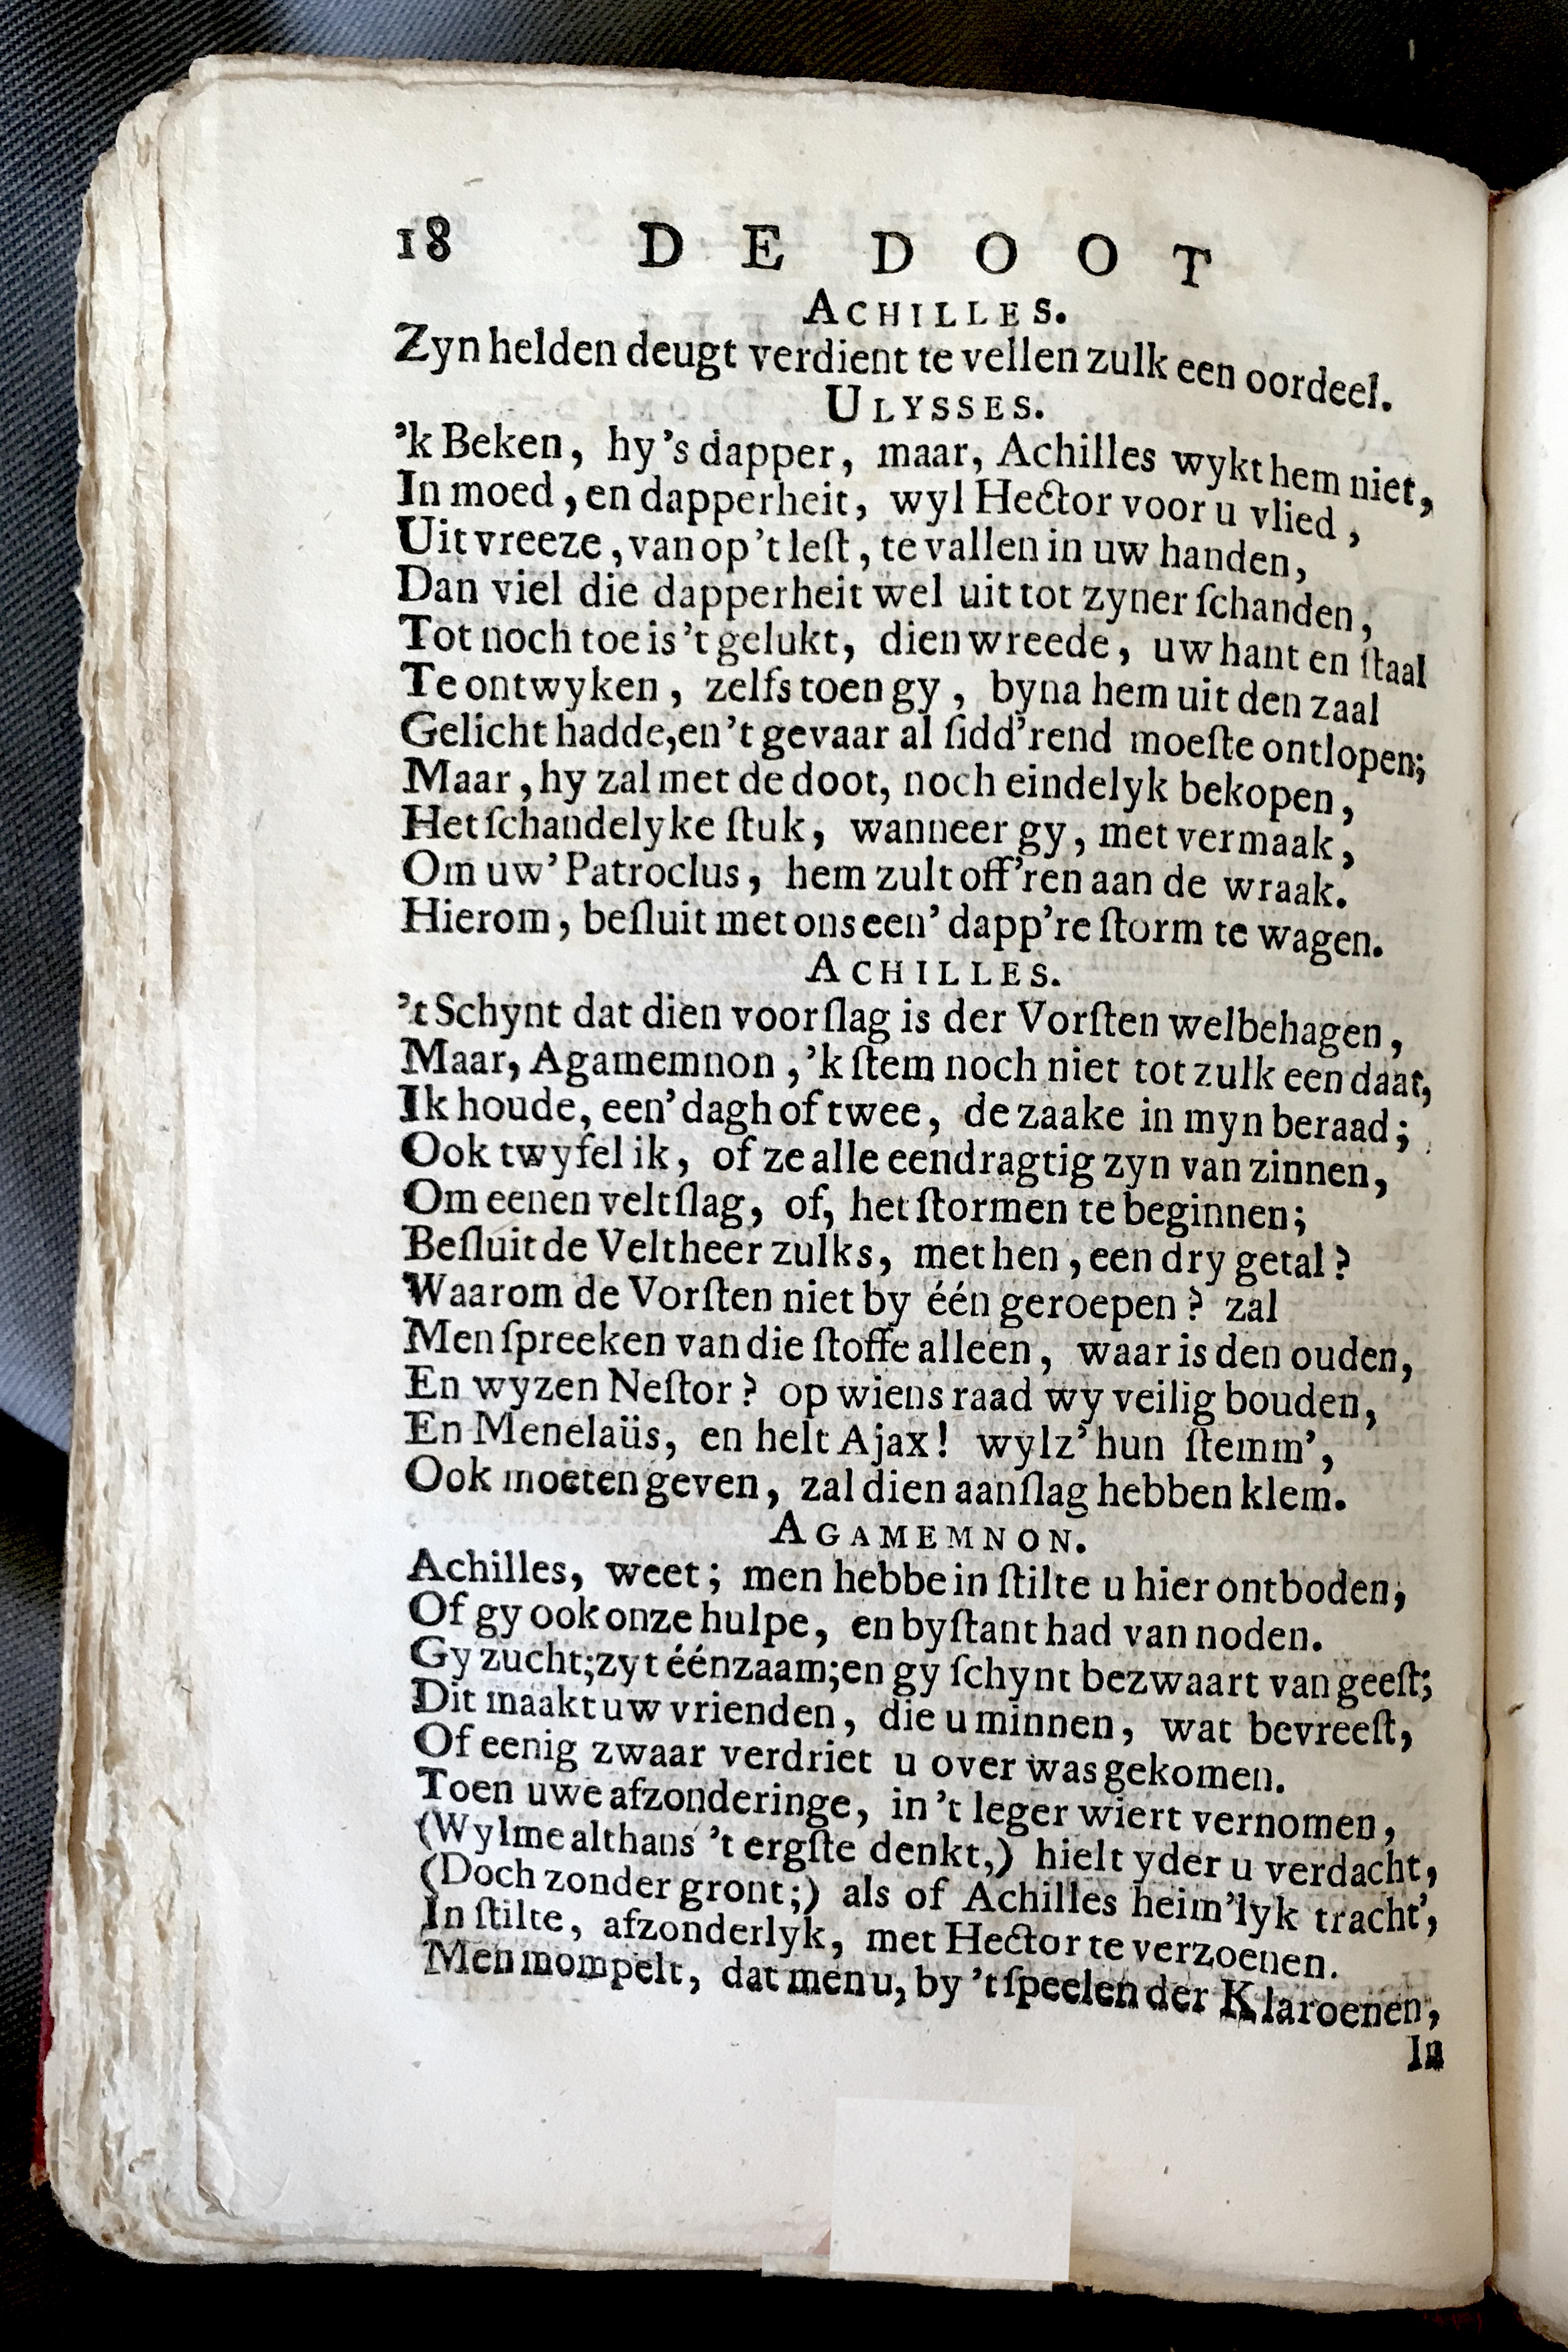 18 DE DOOT
ACHILLES.
Zyn helden deugt verdient te vellen zulk een oordeel.
ULYSSES.
'k Beken, hy 's dapper, maar, Achilles wykt hem niet,
In moed, en dapperheit, wyl Hector voor u vlied,
Uit vreeze, van op 't leſt, te vallen in uw handen,
Dan viel die dapperheit wel uit tot zyner ſchanden,
Tot noch toe is 't gelukt, dien wreede, uw hant en ſtaal
Te ontwyken, zelfs toen gy, byna hem uit den zaal
Gelicht hadde, en 't gevaar al ſidd'rend moeſte ontlopen;
Maar, hy zal met de doot, noch eindelyk bekopen,
Het ſchandelyke ſtuk, wanneer gy, met vermaak,
Om uw' Patroclus, hem zult off'ren aan de wraak.
Hierom, beſluit met ons een' dapp're ſtorm te wagen.
ACHILLES.
't Schynt dat dien voorſlag is der Vorſten welbehagen,
Maar, Agamemnon, 'k ſtem noch niet tot zulk een daat,
Ik houde, een' dagh of twee, de zaake in myn beraad;
Ook twyfel ik, of ze alle eendragtig zyn van zinnen,
Om eenen veltſlag, of, het ſtormen te beginnen;
Beſluit de Veltheer zulks, met hen, een dry getal?
Waarom de Vorſten niet by één geroepen? zal
Men ſpreeken van die ſtoffe alleen, waar is den ouden,
En wyzen Neſtor? op wiens raad wy veilig bouden,
En Menelaüs, en helt Ajax! wyl z' hun ſtemm',
Ook moeten geven, zal dien aanſlag hebben klem.
AGAMEMNON.
Achilles, weet; men hebbe in ſtilte u hier ontboden,
Of gy ook onze hulpe, en byſtant had van noden.
Gy zucht; zyt éénzaam; en gy ſchynt bezwaart van geeſt;
Dit maakt uw vrienden, die u minnen, wat bevreeſt,
Of eenig zwaar verdriet u over was gekomen.
Toen uwe afzonderinge, in 't leger wiert vernomen,
(Wyl me althans 't ergſte denkt,) hielt yder u verdacht,
(Doch zonder gront;) als of Achilles heim'lyk tracht',
In ſtilte, afzonderlyk, met Hector te verzoenen.
Men mompelt, dat men u, by 't ſpeelen der Klaroenen,
In